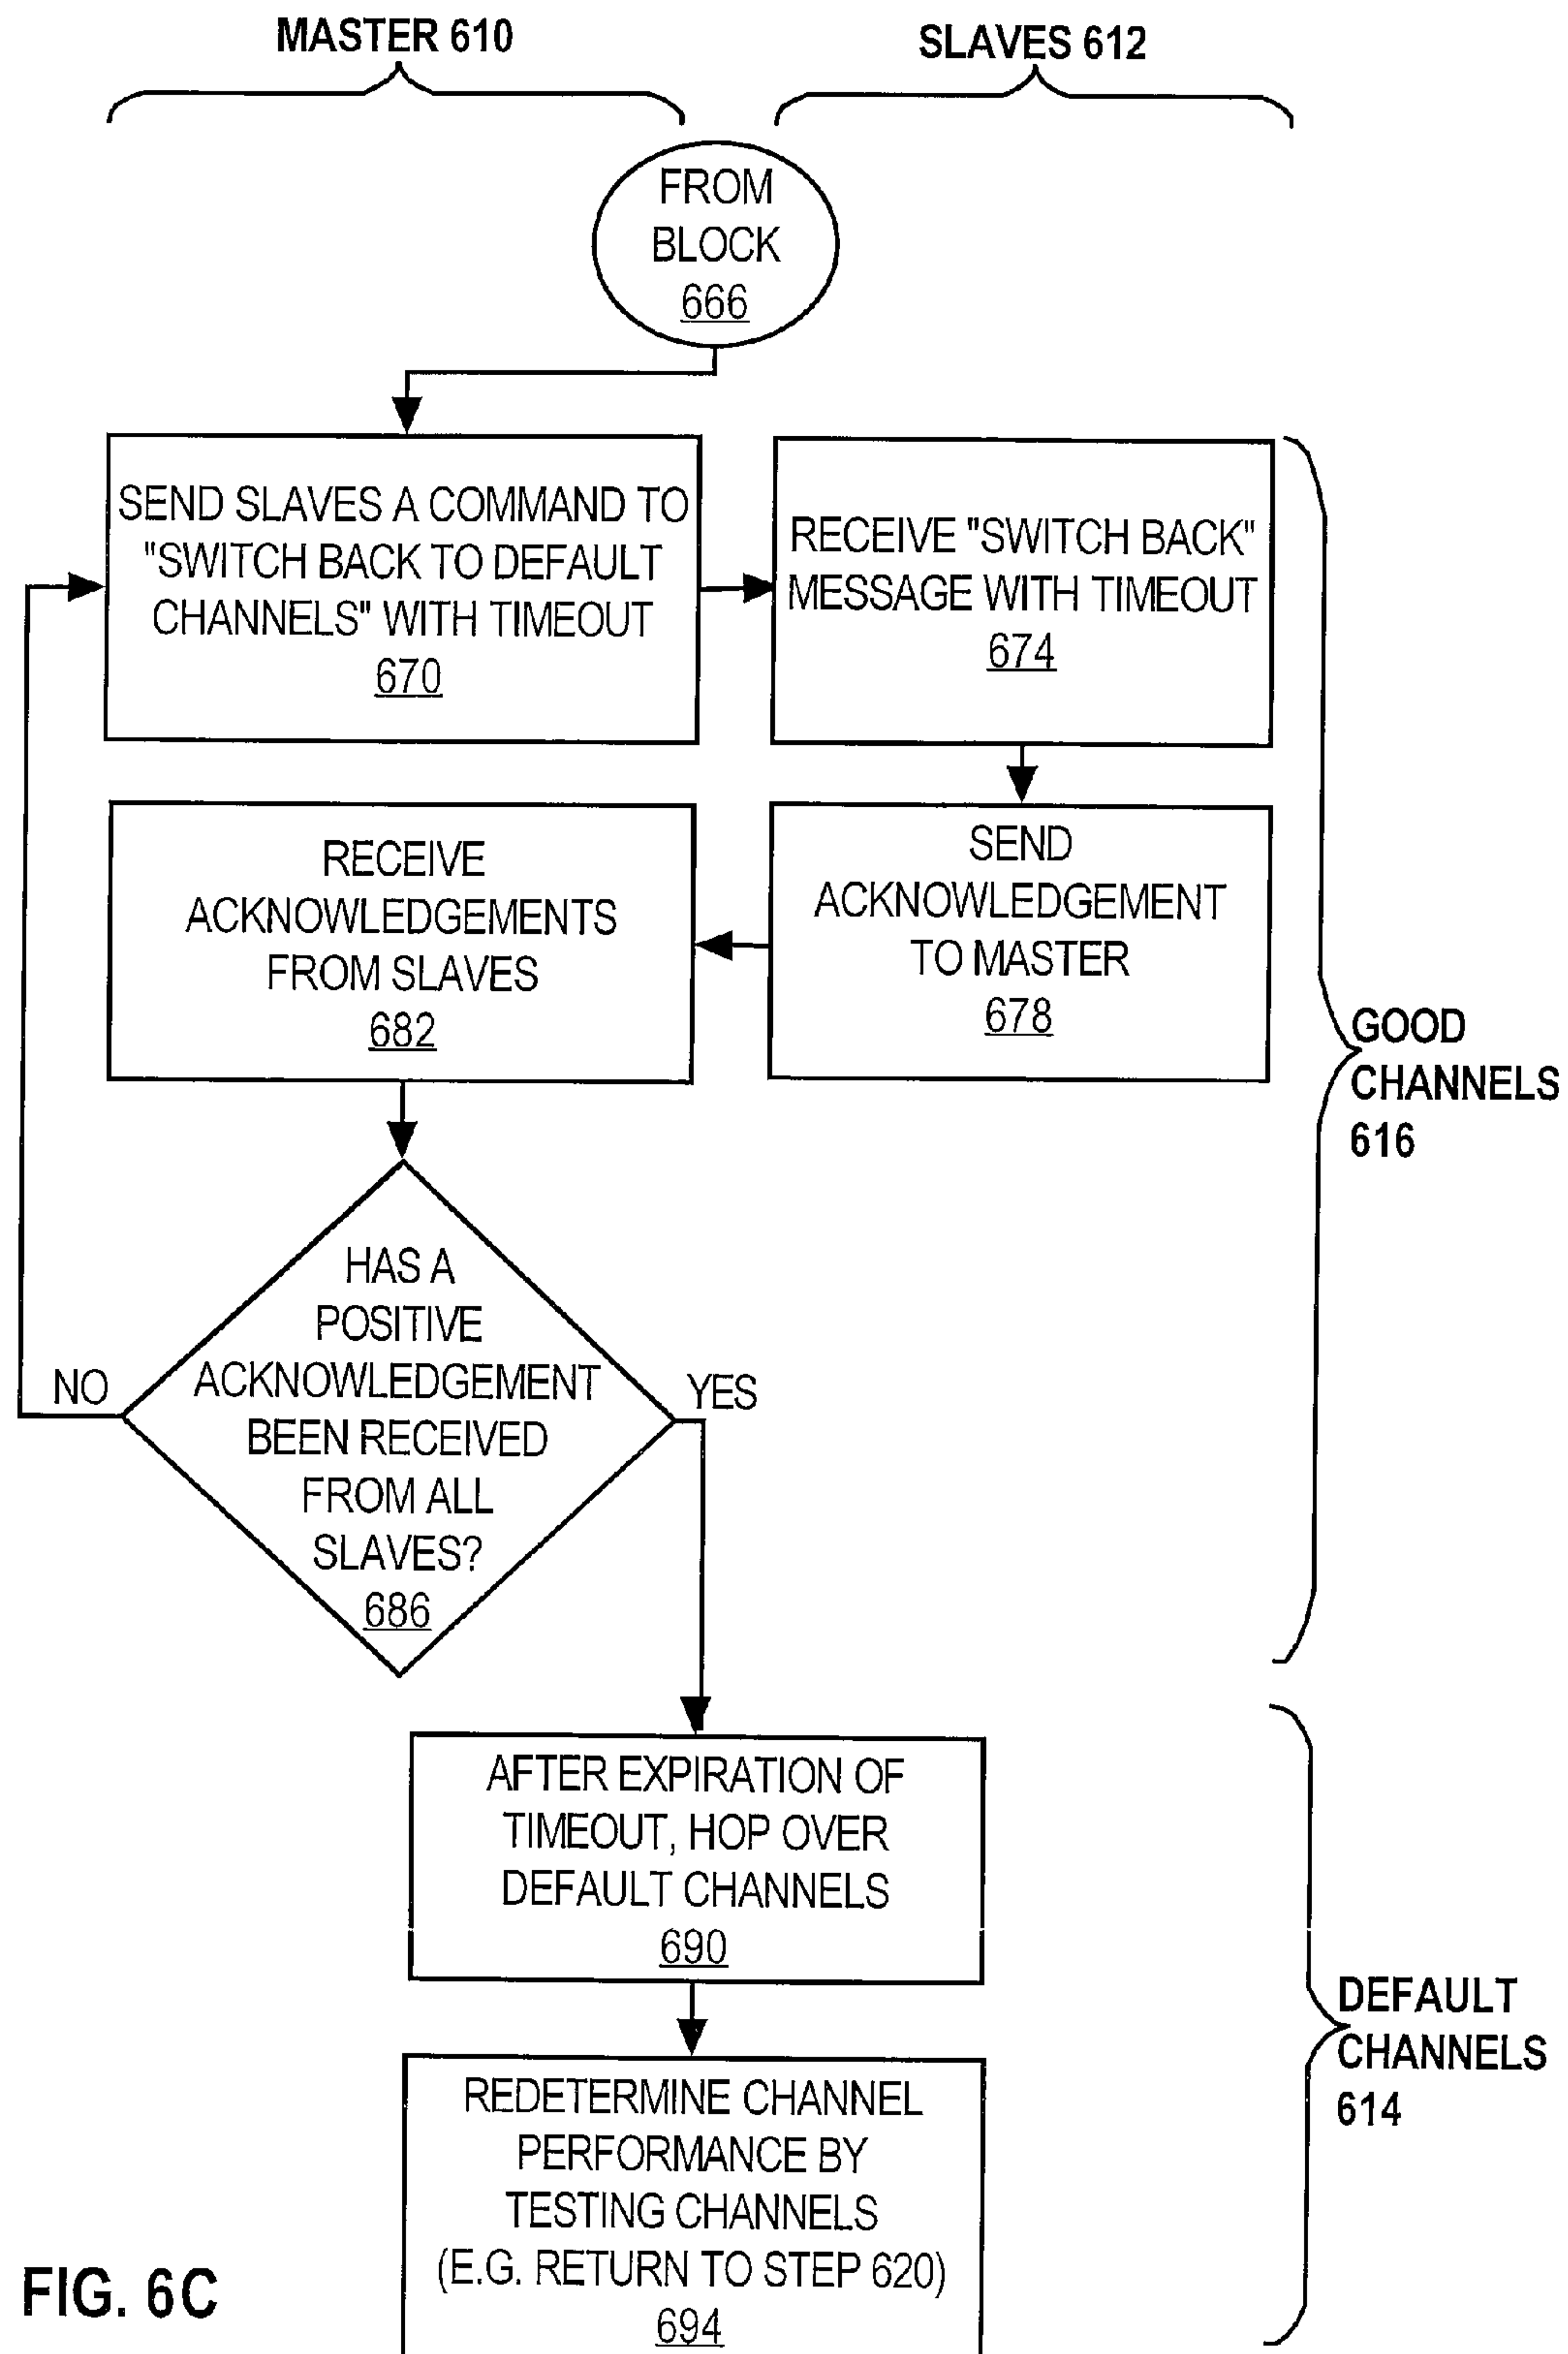 MASTER 610
SLAVES 612
FROM
BLOCK
666
SEND SLAVES A COMMAND TO
"SWITCH BACK TO DEFAULT
CHANNELS" WITH TIMEOUT
670
RECEIVE "SWITCH BACK"
MESSAGE WITH TIMEOUT
674
RECEIVE
ACKNOWLEDGEMENTS
FROM SLAVES
682
SEND
ACKNOWLEDGEMENT
TO MASTER
678
GOOD
CHANNELS
616
HAS A
POSITIVE
ACKNOWLEDGEMENT
BEEN RECEIVED
FROM ALL
SLAVES?
686
NO
YES
AFTER EXPIRATION OF
TIMEOUT, HOP OVER
DEFAULT CHANNELS
690
DEFAULT
CHANNELS
614
REDETERMINE CHANNEL
PERFORMANCE BY
TESTING CHANNELS
(E.G. RETURN TO STEP 620)
694
FIG. 6C